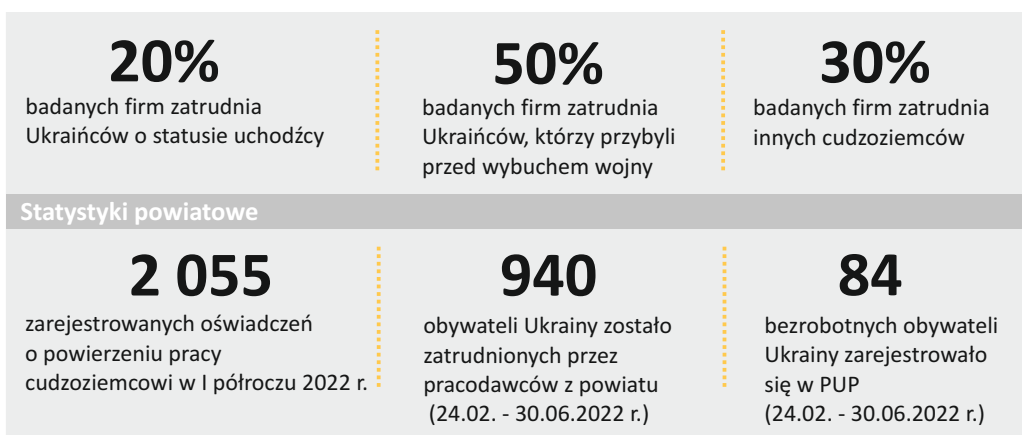 20%
badanych firm zatrudnia
Ukraińców o statusie uchodźcy
50%
badanych firm zatrudnia
Ukraińców, którzy przybyli
przed wybuchem wojny
30%
badanych firm zatrudnia
innych cudzoziemców
Statystyki powiatowe
2 055
zarejestrowanych oświadczeń
o powierzeniu pracy
cudzoziemcowi w I półroczu 2022 r.
940
obywateli Ukrainy zostało
zatrudnionych przez
pracodawców z powiatu
(24.02. - 30.06.2022 r.)
84
bezrobotnych obywateli
Ukrainy zarejestrowało
się w PUP
(24.02. - 30.06.2022 r.)